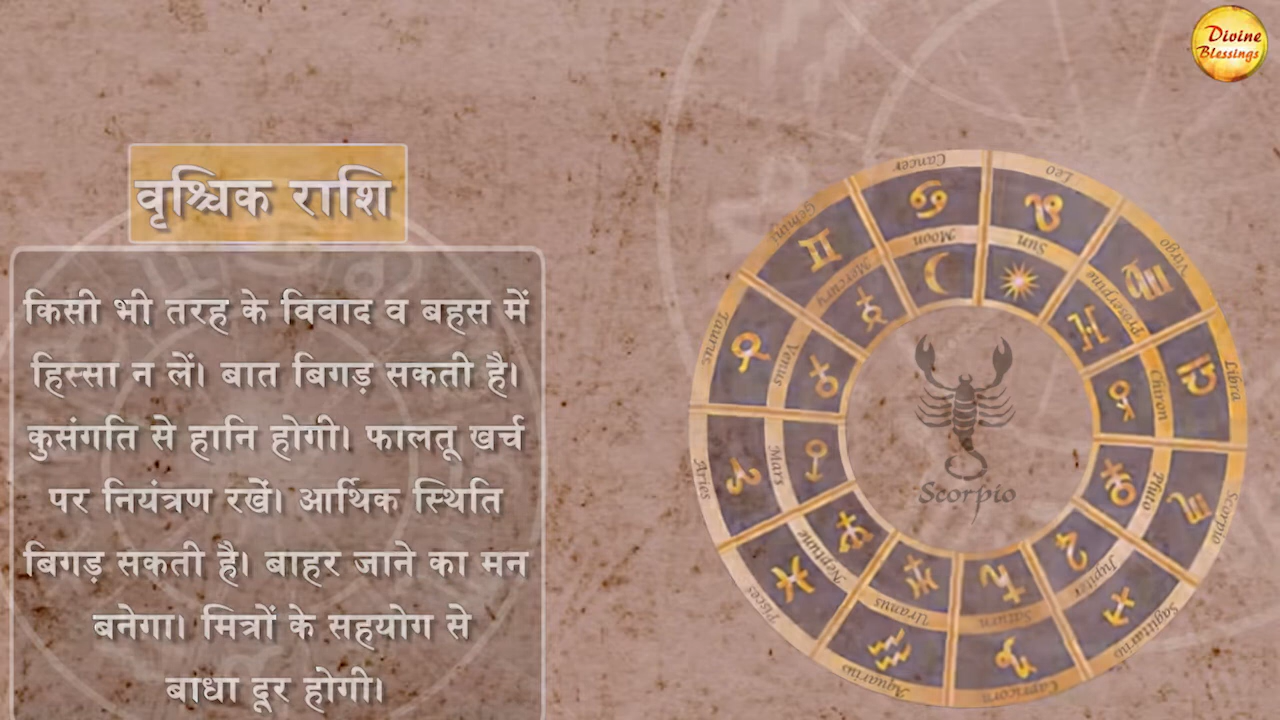 Divine
Blessings
वृश्चिक राशि
किसी भी तरह के विवाद व बहस में
हिस्सा न लें। बात बिगड़ सकती है।
कुसंगति से हानि होगी। फालतू खर्च
पर नियंत्रण रखें। आर्थिक स्थिति
बिगड़ सकती है। बाहर जाने का मन
बनेगा। मित्रों के सहयोग से
बाधा दूर होगी।
Cancer
Leo
Virgo
Libra
Scorpio
Sagittarius
Capricorn
Aquarius
Pisces
Aries
Taurus
Gemini
Moon
Sun
Proserpine
Chiron
Pluto
Jupiter
Saturn
Uranus
Neptune
Mars
Venus
Mercury
Scorpio